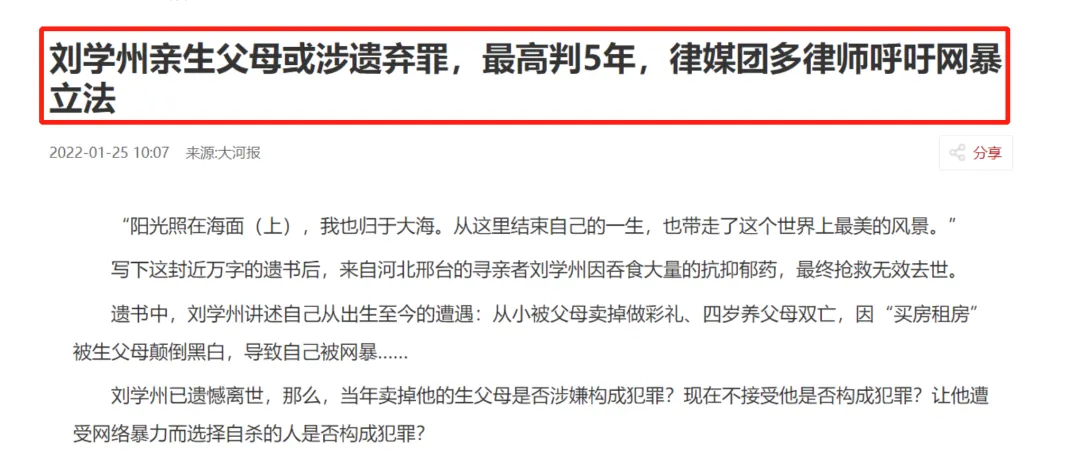 刘学州亲生父母或涉遗弃罪，最高判5年，律媒团多律师呼吁网暴
立法
2022-01-25 10:07 来源:大河报
分享
“阳光照在海面（上），我也归于大海。从这里结束自己的一生，也带走了这个世界上最美的风景。”
写下这封近万字的遗书后，来自河北邢台的寻亲者刘学州因吞食大量的抗抑郁药，最终抢救无效去世。
遗书中，刘学州讲述自己从出生至今的遭遇：从小被父母卖掉做彩礼、四岁养父母双亡，因“买房租房”
被生父母颠倒黑白，导致自己被网暴......
刘学州已遗憾离世，那么，当年卖掉他的生父母是否涉嫌构成犯罪？现在不接受他是否构成犯罪？让他遭
受网络暴力而选择自杀的人是否构成犯罪？